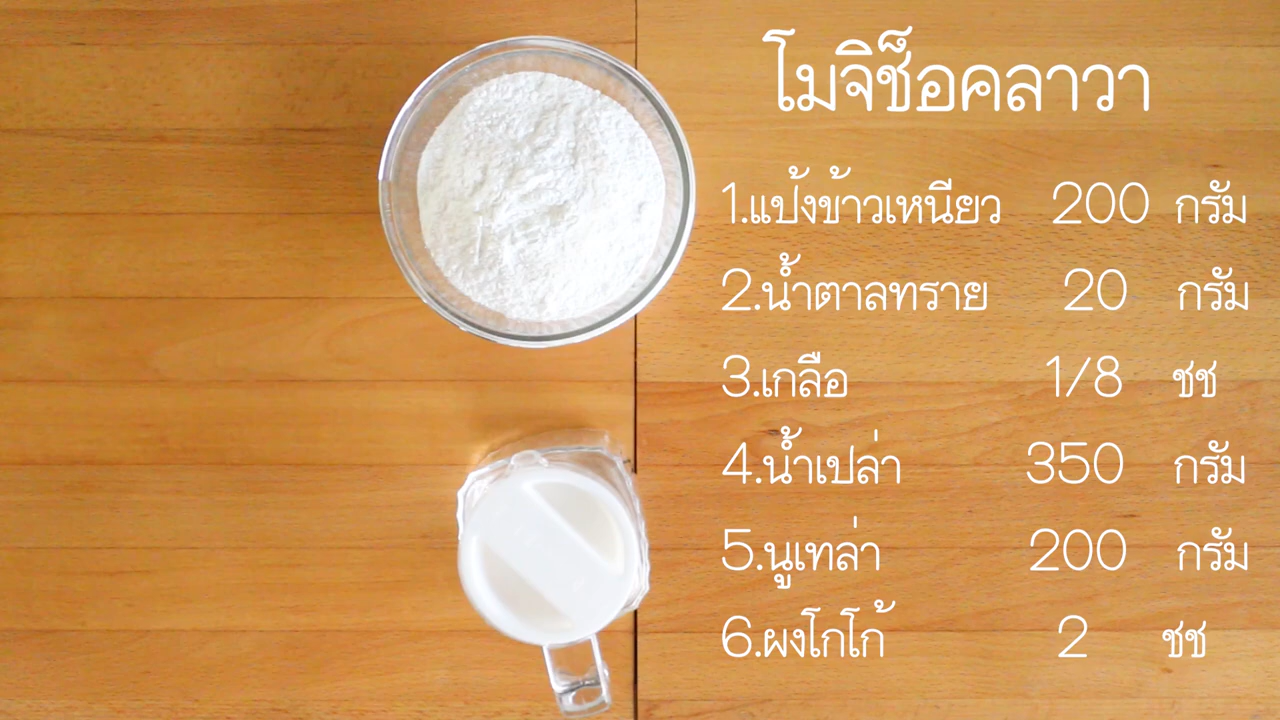 โมจิช็อคลาวา
1.แป้งข้าวเหนียว 200 กรัม
2.น้ำตาลทราย 20 กรัม
3.เกลือ 1/8 ชช
4.น้ำเปล่า 350 กรัม
5.นูเทล่า 200 กรัม
6.ผงโกโก้ 2 ชช